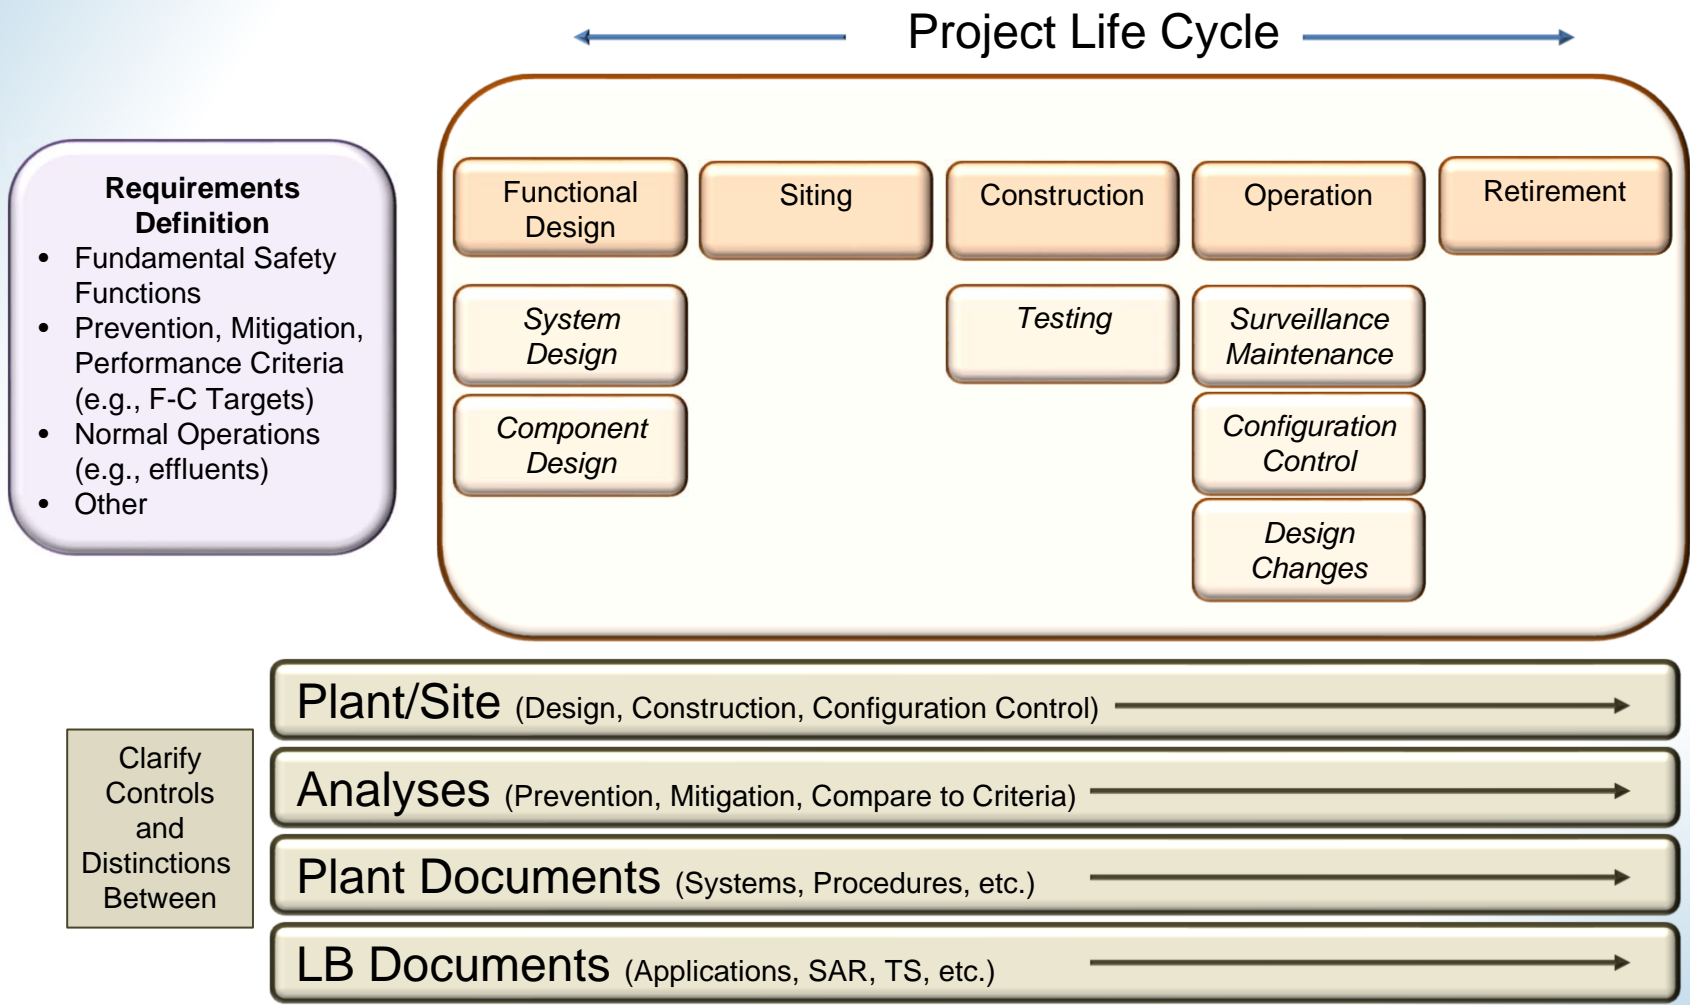 Project Life Cycle
Requirements
Definition
• Fundamental Safety
Functions
• Prevention, Mitigation,
Performance Criteria
(e.g., F-C Targets)
• Normal Operations
(e.g., effluents)
• Other
Functional
Design
Siting
Construction
Operation
Retirement
System
Design
Testing
Surveillance
Maintenance
Component
Design
Configuration
Control
Design
Changes
Clarify
Controls
and
Distinctions
Between
Plant/Site (Design, Construction, Configuration Control)
Analyses (Prevention, Mitigation, Compare to Criteria)
Plant Documents (Systems, Procedures, etc.)
LB Documents (Applications, SAR, TS, etc.)